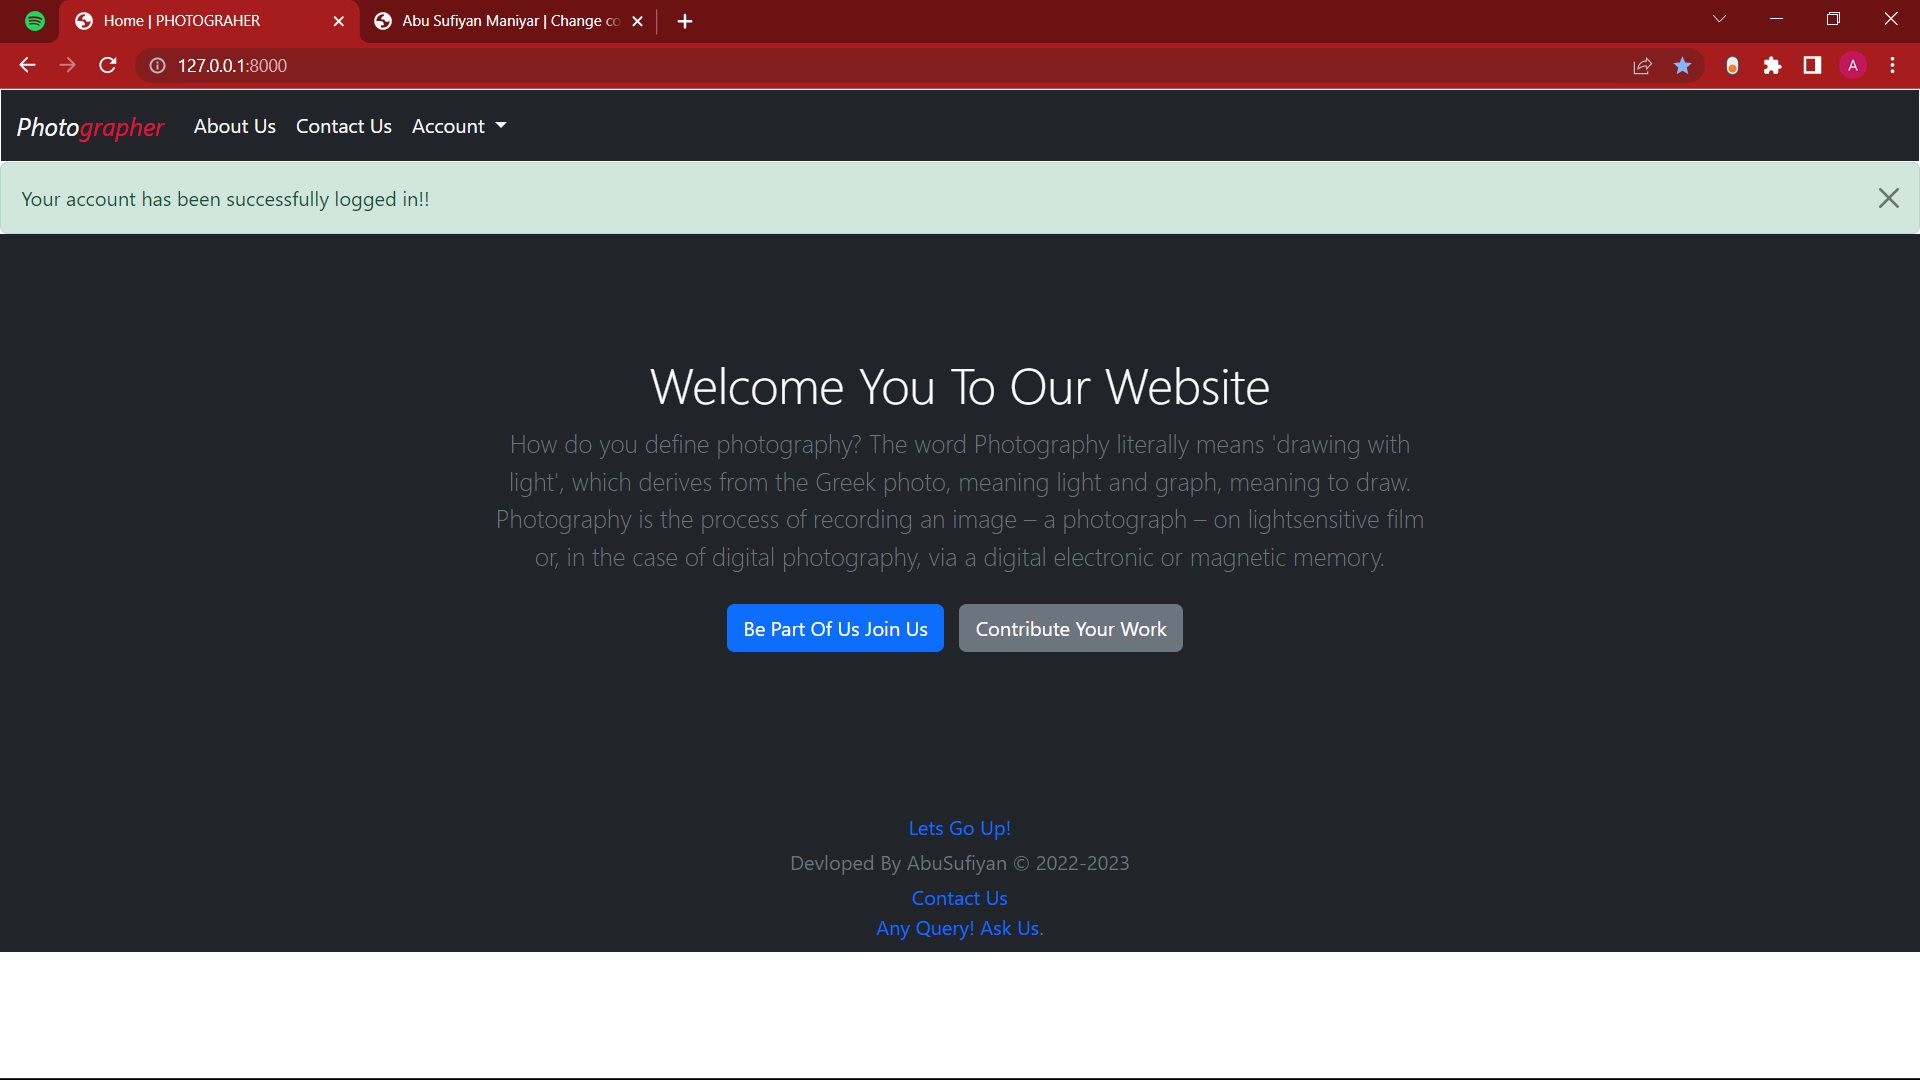 Home | PHOTOGRAHER
Abu Sufiyan Maniyar | Change co
127.0.0.1:8000
A
Photographer About Us Contact Us Account
Your account has been successfully logged in!!
Welcome You To Our Website
How do you define photography? The word Photography literally means 'drawing with
light', which derives from the Greek photo, meaning light and graph, meaning to draw.
Photography is the process of recording an image – a photograph – on lightsensitive film
or, in the case of digital photography, via a digital electronic or magnetic memory.
Be Part Of Us Join Us
Contribute Your Work
Lets Go Up!
Devloped By AbuSufiyan © 2022-2023
Contact Us
Any Query! Ask Us.